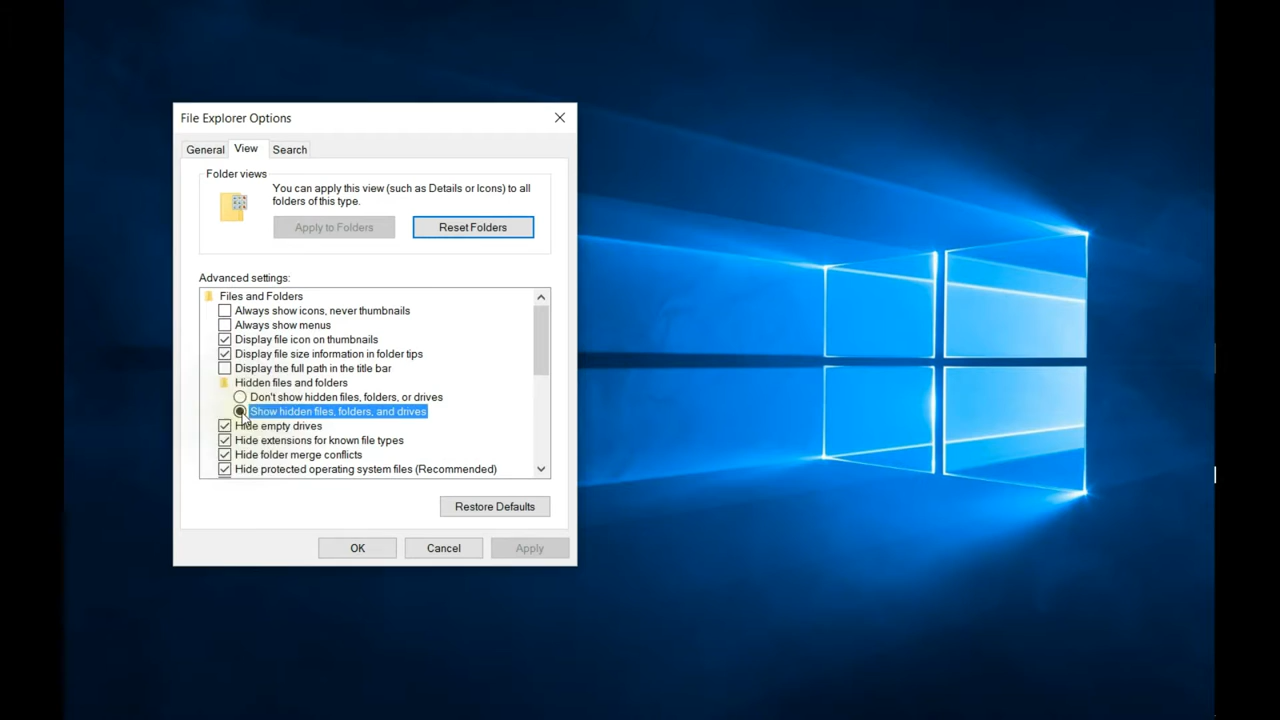 File Explorer Options
General
View
Search
Folder views
You can apply this view (such as Details or Icons) to all
folders of this type.
Apply to Folders
Reset Folders
Advanced settings:
Files and Folders
Always show icons, never thumbnails
Always show menus
Display file icon on thumbnails
Display file size information in folder tips
Display the full path in the title bar
Hidden files and folders
Don't show hidden files, folders, or drives
Show hidden files, folders, and drives
Hide empty drives
Hide extensions for known file types
Hide folder merge conflicts
Hide protected operating system files (Recommended)
Restore Defaults
OK
Cancel
Apply